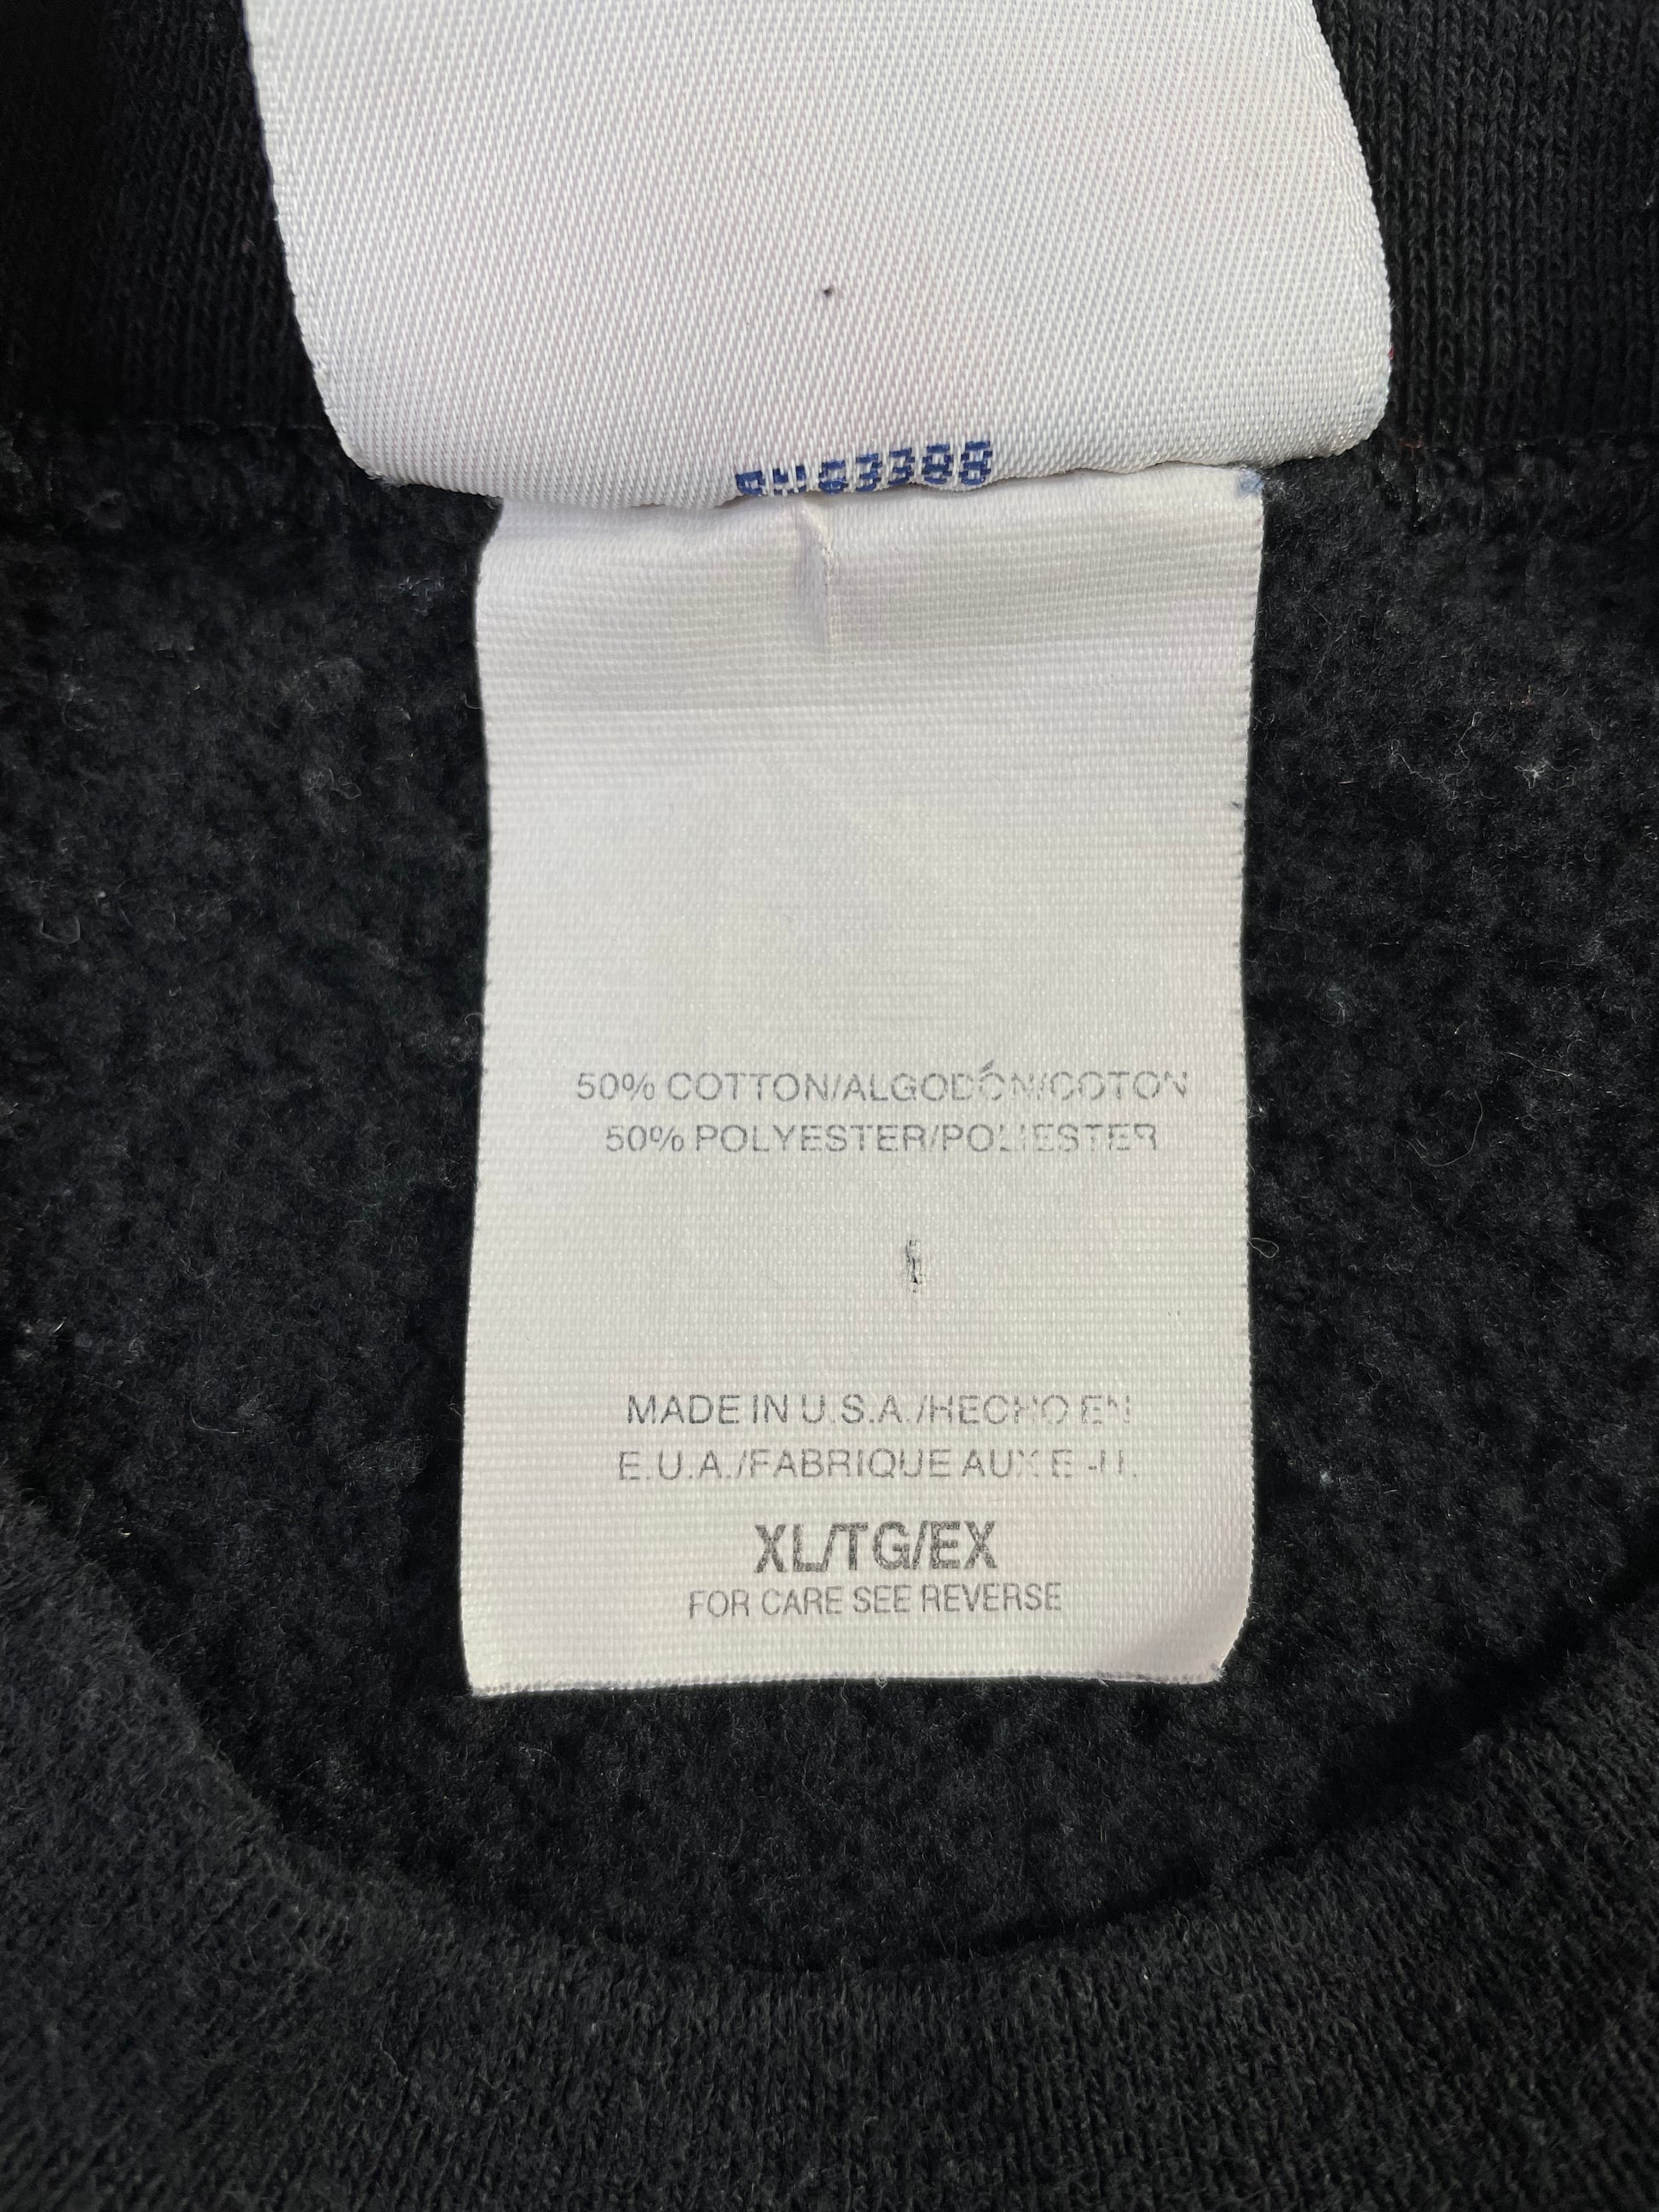 50% COTTON/ALGODÓN/COTON
50% POLYESTER/POLIESTER
MADE IN U.S.A./HECHO EN
E.U.A./FABRIQUE AUX E.-U.
XL/TG/EX
FOR CARE SEE REVERSE